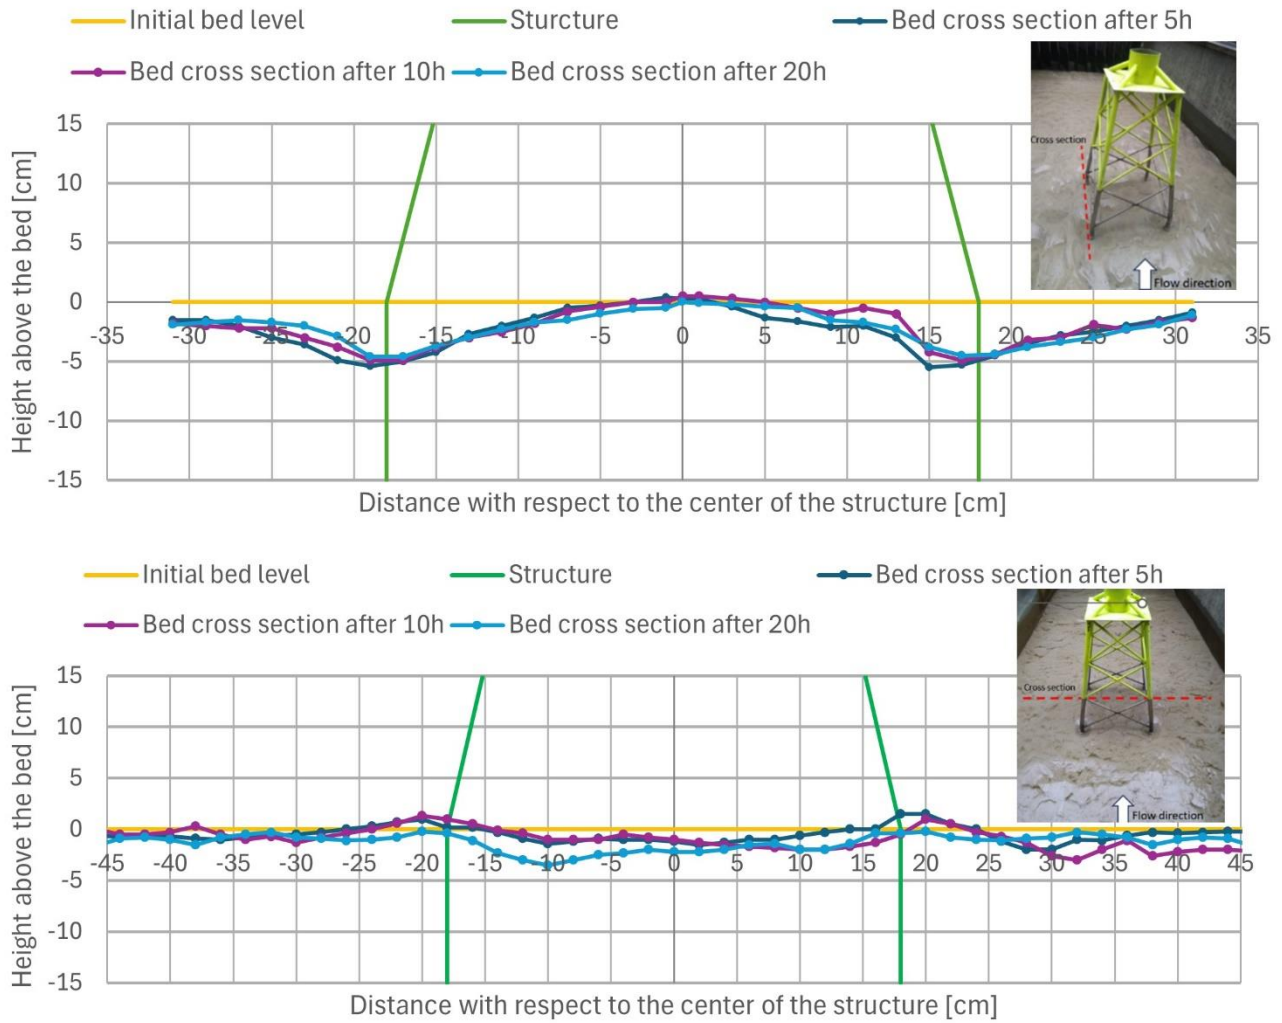 Initial bed level Sturcture Bed cross section after 5h
Bed cross section after 10h Bed cross section after 20h
Cross section
Flow direction
Height above the bed [cm]
15
10
5
0
-5
-10
-15
-35 -30 -25 -20 -15 -10 -5 0 5 10 15 20 25 30 35
Distance with respect to the center of the structure [cm]
Initial bed level Structure Bed cross section after 5h
Bed cross section after 10h Bed cross section after 20h
Cross section
Flow direction
Height above the bed [cm]
15
10
5
0
-5
-10
-15
-45 -40 -35 -30 -25 -20 -15 -10 -5 0 5 10 15 20 25 30 35 40 45
Distance with respect to the center of the structure [cm]